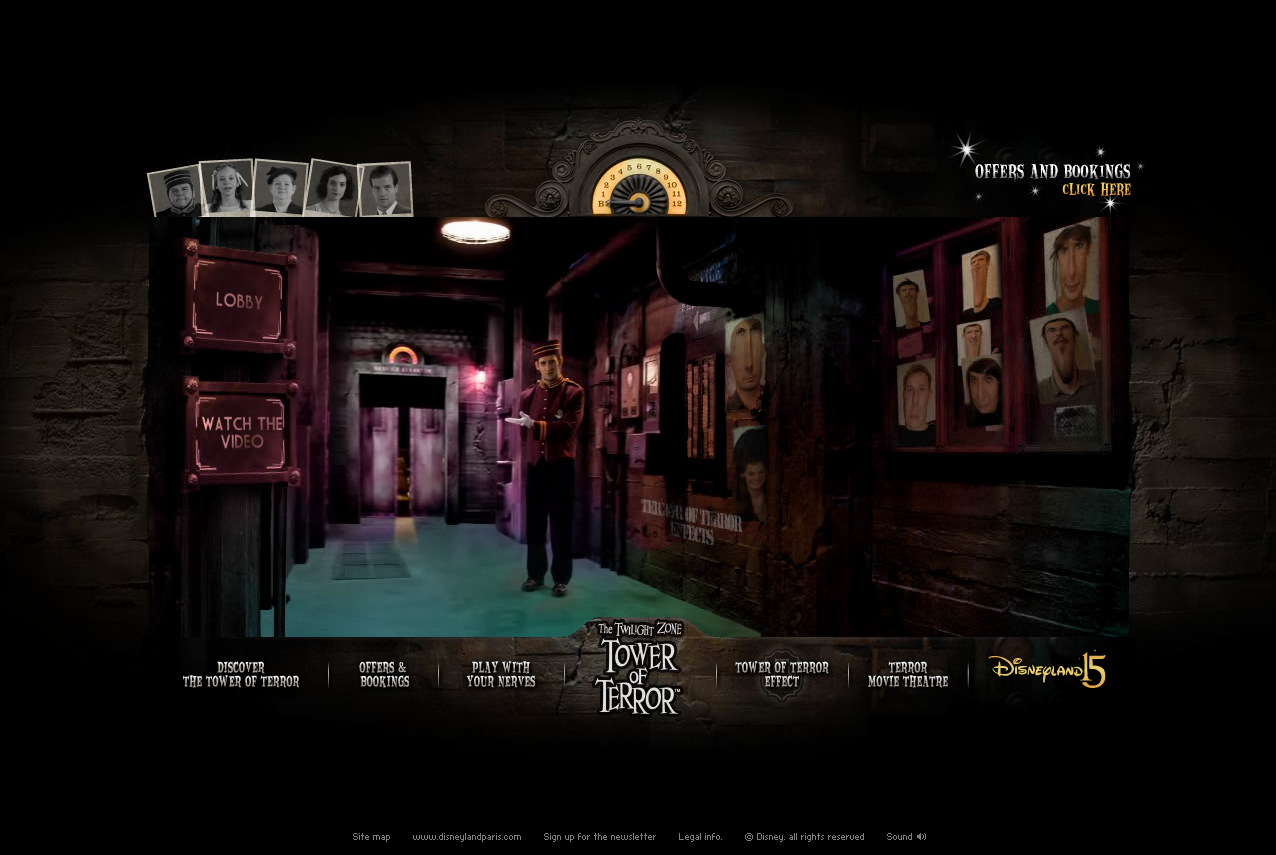 1 2 3 4 5 6 7 8 9 10 11 12
B
OFFERS AND BOOKINGS
CLICK HERE
LOBBY
WATCH THE
VIDEO
SERVICE ELEVATOR
TERROR OF TERROR
EFFECTS
The TWILIGHT ZONE
TOWER
OF
TERROR™
DISCOVER
THE TOWER OF TERROR
OFFERS &
BOOKINGS
PLAY WITH
YOUR NERVES
TOWER OF TERROR
EFFECT
TERROR
MOVIE THEATRE
DISNEYLAND 15
Site map
www.disneylandparis.com
Sign up for the newsletter
Legal info.
© Disney, all rights reserved
Sound